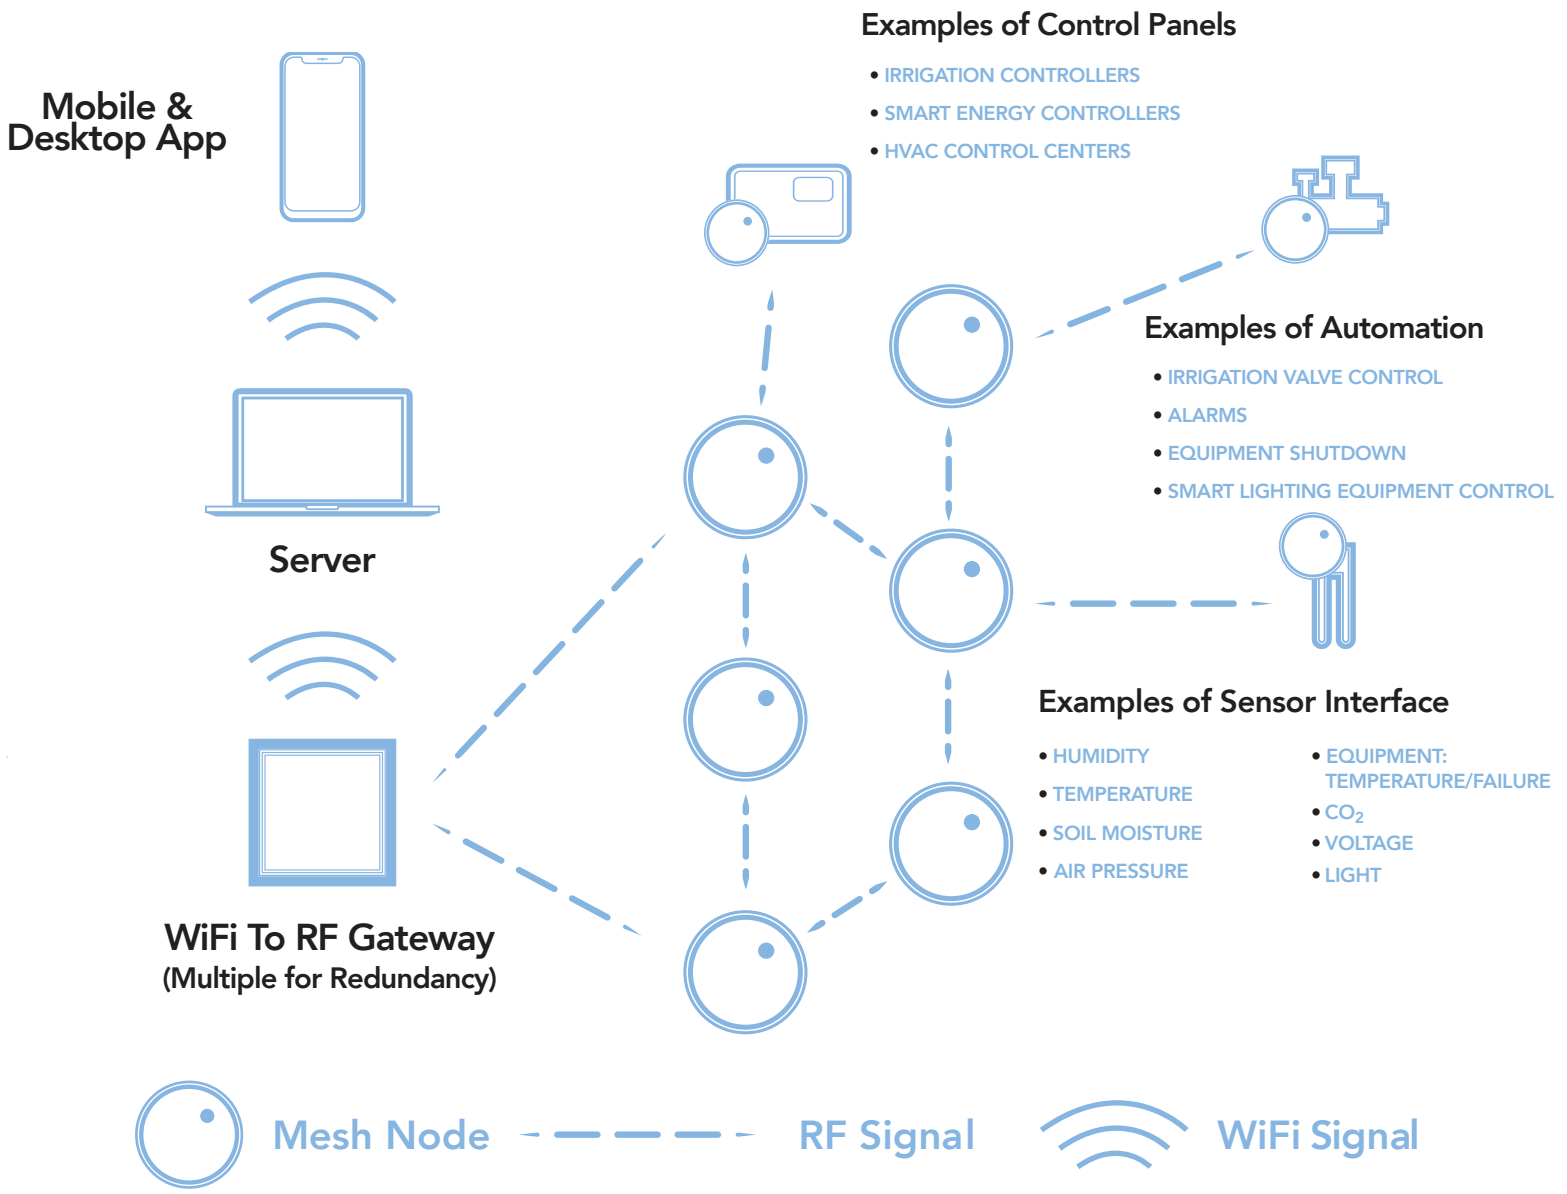 Examples of Control Panels
• IRRIGATION CONTROLLERS
• SMART ENERGY CONTROLLERS
• HVAC CONTROL CENTERS
Mobile &
Desktop App
Server
WiFi To RF Gateway
(Multiple for Redundancy)
Examples of Automation
• IRRIGATION VALVE CONTROL
• ALARMS
• EQUIPMENT SHUTDOWN
• SMART LIGHTING EQUIPMENT CONTROL
Examples of Sensor Interface
• HUMIDITY
• TEMPERATURE
• SOIL MOISTURE
• AIR PRESSURE
• EQUIPMENT:
TEMPERATURE/FAILURE
• CO₂
• VOLTAGE
• LIGHT
Mesh Node
RF Signal
WiFi Signal